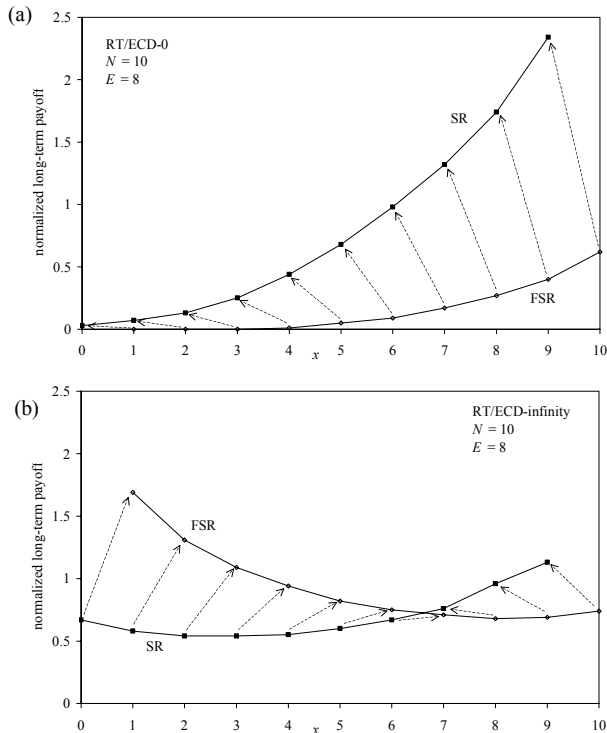 (a)
RT/ECD-0
N = 10
E = 8
normalized long-term payoff
2.5
2
1.5
1
0.5
0
SR
FSR
0 1 2 3 4 5 6 7 8 9 10
x
(b)
RT/ECD-infinity
N = 10
E = 8
normalized long-term payoff
2.5
2
1.5
1
0.5
0
FSR
SR
0 1 2 3 4 5 6 7 8 9 10
x